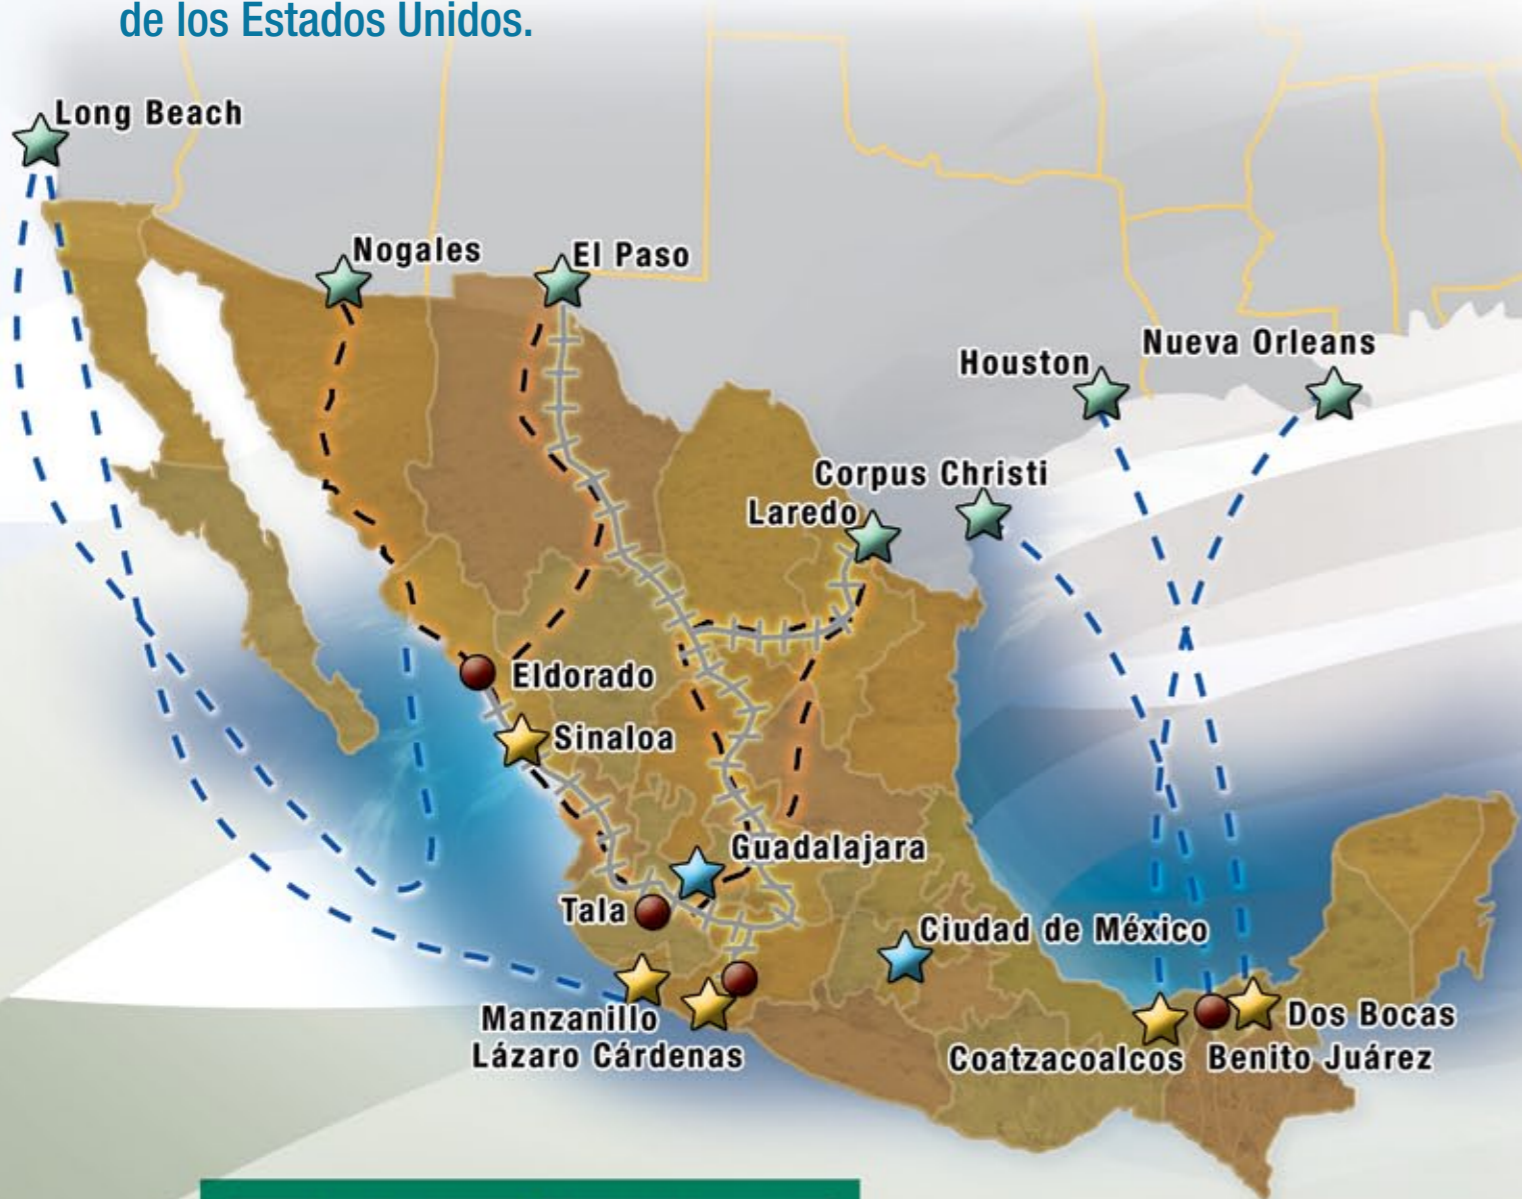 de los Estados Unidos.
Long Beach
Nogales
El Paso
Nueva Orleans
Houston
Corpus Christi
Laredo
Eldorado
Sinaloa
Guadalajara
Tala
Ciudad de México
Manzanillo
Lázaro Cárdenas
Dos Bocas
Coatzacoalcos
Benito Juárez